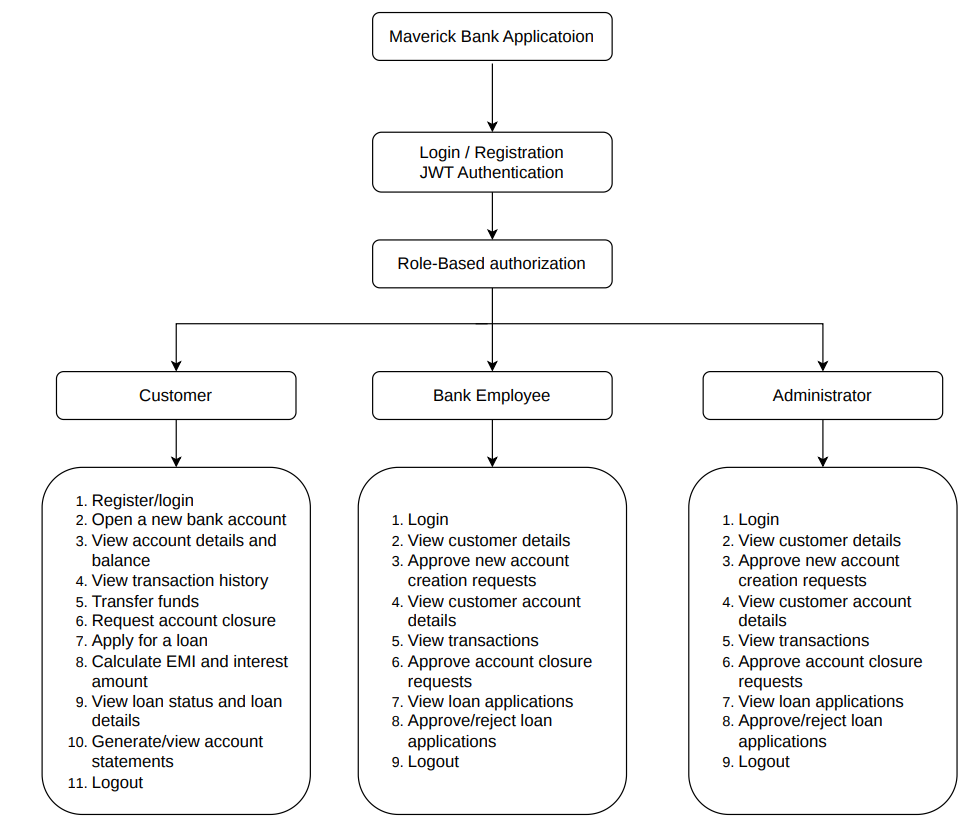 Maverick Bank Applicatoion
Login / Registration
JWT Authentication
Role-Based authorization
Customer
Bank Employee
Administrator
1. Register/login
2. Open a new bank account
3. View account details and
balance
4. View transaction history
5. Transfer funds
6. Request account closure
7. Apply for a loan
8. Calculate EMI and interest
amount
9. View loan status and loan
details
10. Generate/view account
statements
11. Logout
1. Login
2. View customer details
3. Approve new account
creation requests
4. View customer account
details
5. View transactions
6. Approve account closure
requests
7. View loan applications
8. Approve/reject loan
applications
9. Logout
1. Login
2. View customer details
3. Approve new account
creation requests
4. View customer account
details
5. View transactions
6. Approve account closure
requests
7. View loan applications
8. Approve/reject loan
applications
9. Logout